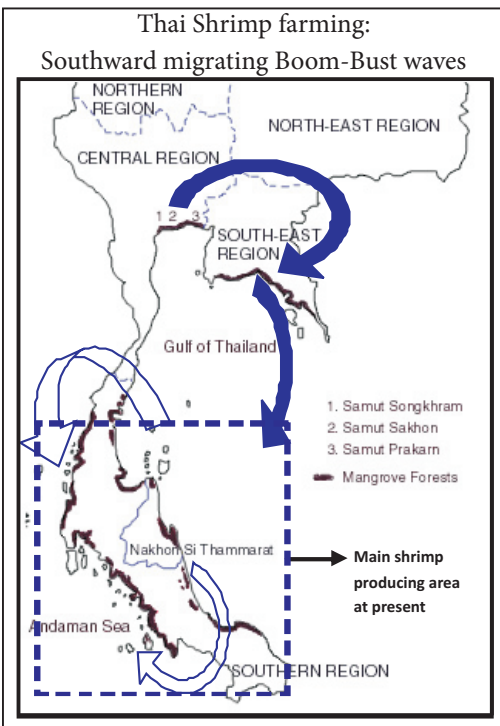 Thai Shrimp farming:
Southward migrating Boom-Bust waves
NORTHERN
REGION
NORTH-EAST REGION
CENTRAL REGION
1 2 3
SOUTH-EAST
REGION
Gulf of Thailand
1. Samut Songkhram
2. Samut Sakhon
3. Samut Prakarn
Mangrove Forests
Nakhon Si Thammarat
Main shrimp
producing area
at present
Andaman Sea
SOUTHERN REGION